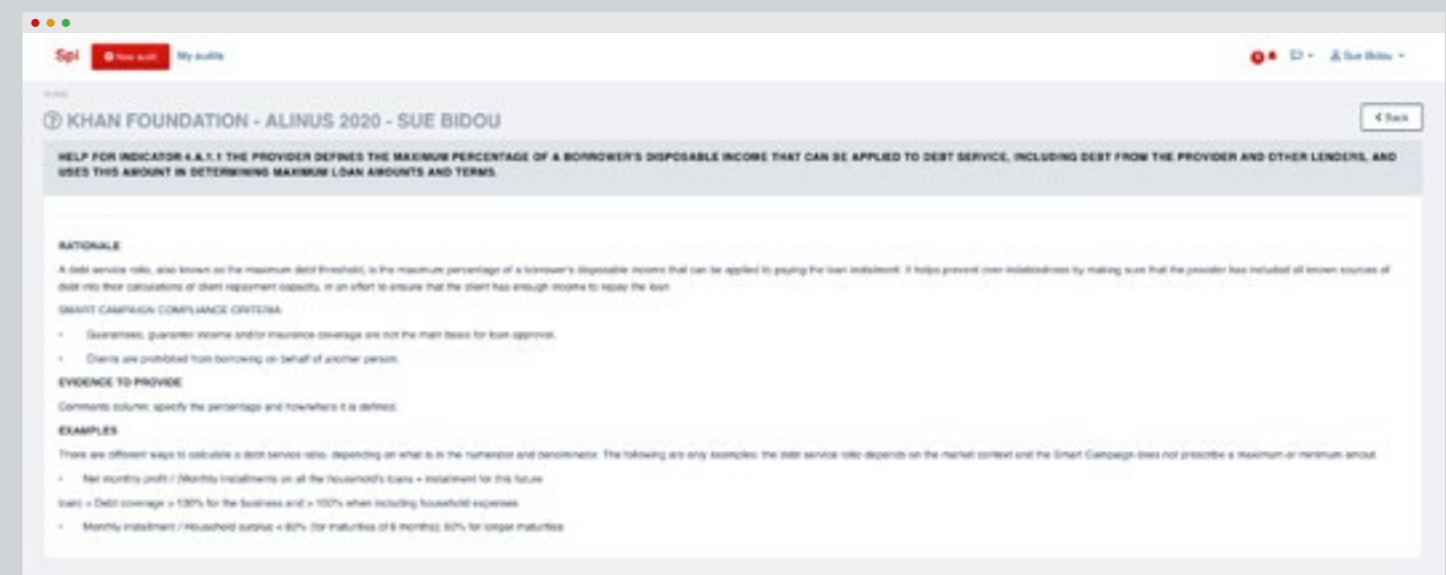 Spi New audit My audits Sue Bidou
HOME
KHAN FOUNDATION - ALINUS 2020 - SUE BIDOU
Back
HELP FOR INDICATOR 4.A.1.1 THE PROVIDER DEFINES THE MAXIMUM PERCENTAGE OF A BORROWER'S DISPOSABLE INCOME THAT CAN BE APPLIED TO DEBT SERVICE, INCLUDING DEBT FROM THE PROVIDER AND OTHER LENDERS, AND
USES THIS AMOUNT IN DETERMINING MAXIMUM LOAN AMOUNTS AND TERMS.
RATIONALE
A debt service ratio, also known as the maximum debt threshold, is the maximum percentage of a borrower's disposable income that can be applied to paying the loan instalment. It helps prevent over-indebtedness by making sure that the provider has included all known sources of
debt into their calculations of client repayment capacity, in an effort to ensure that the client has enough income to repay the loan
SMART CAMPAIGN COMPLIANCE CRITERIA
• Guarantees, guarantor income and/or insurance coverage are not the main basis for loan approval.
• Clients are prohibited from borrowing on behalf of another person.
EVIDENCE TO PROVIDE
Comments column: specify the percentage and how/where it is defined.
EXAMPLES
There are different ways to calculate a debt service ratio, depending on what is in the numerator and denominator. The following are only examples: the debt service ratio depends on the market context and the Smart Campaign does not prescribe a maximum or minimum amout
• Net monthly profit / (Monthly installments on all the household's loans + installment for this future
loan) = Debt coverage > 130% for the business and > 100% when including household expenses
• Monthly installment / Household surplus < 60% (for maturities of 6 months); 50% for longer maturities